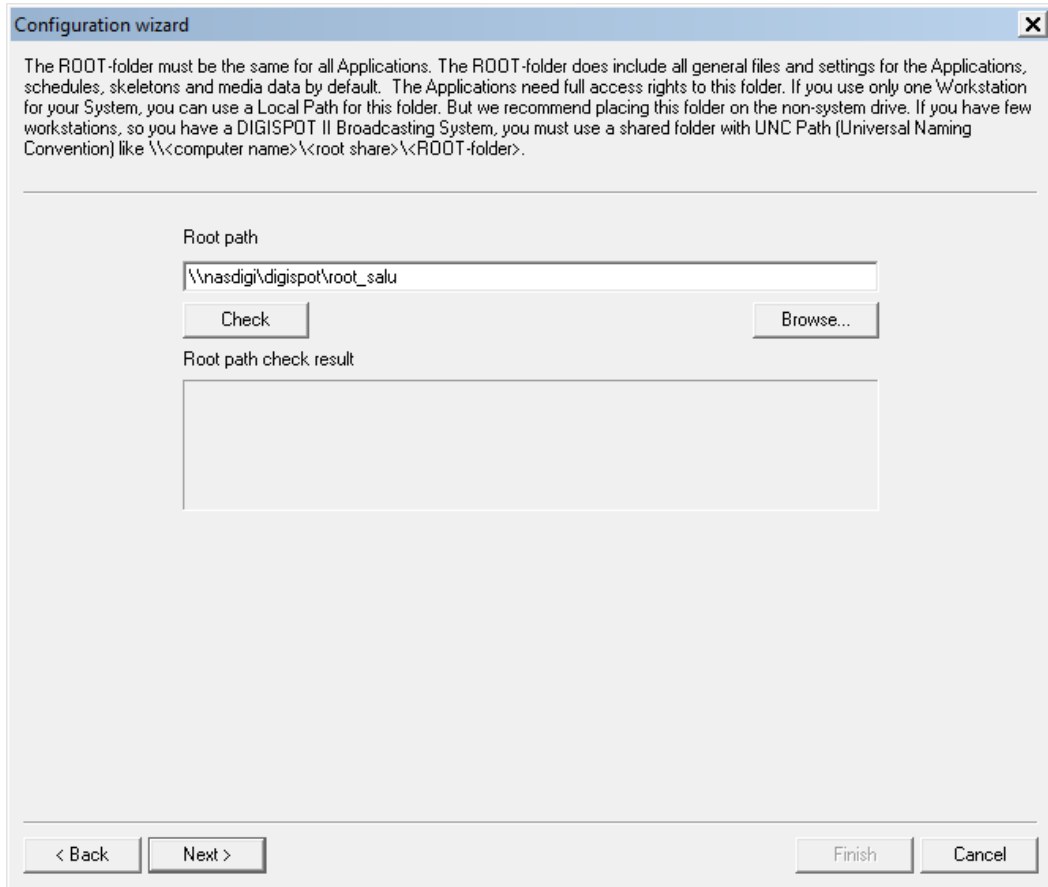 Configuration wizard
The ROOT-folder must be the same for all Applications. The ROOT-folder does include all general files and settings for the Applications,
schedules, skeletons and media data by default.  The Applications need full access rights to this folder. If you use only one Workstation
for your System, you can use a Local Path for this folder. But we recommend placing this folder on the non-system drive. If you have few
workstations, so you have a DIGISPOT II Broadcasting System, you must use a shared folder with UNC Path (Universal Naming
Convention) like \\<computer name>\<root share>\<ROOT-folder>.
Root path
\\nasdigi\digispot\root_salu
Check
Browse...
Root path check result
< Back
Next >
Finish
Cancel